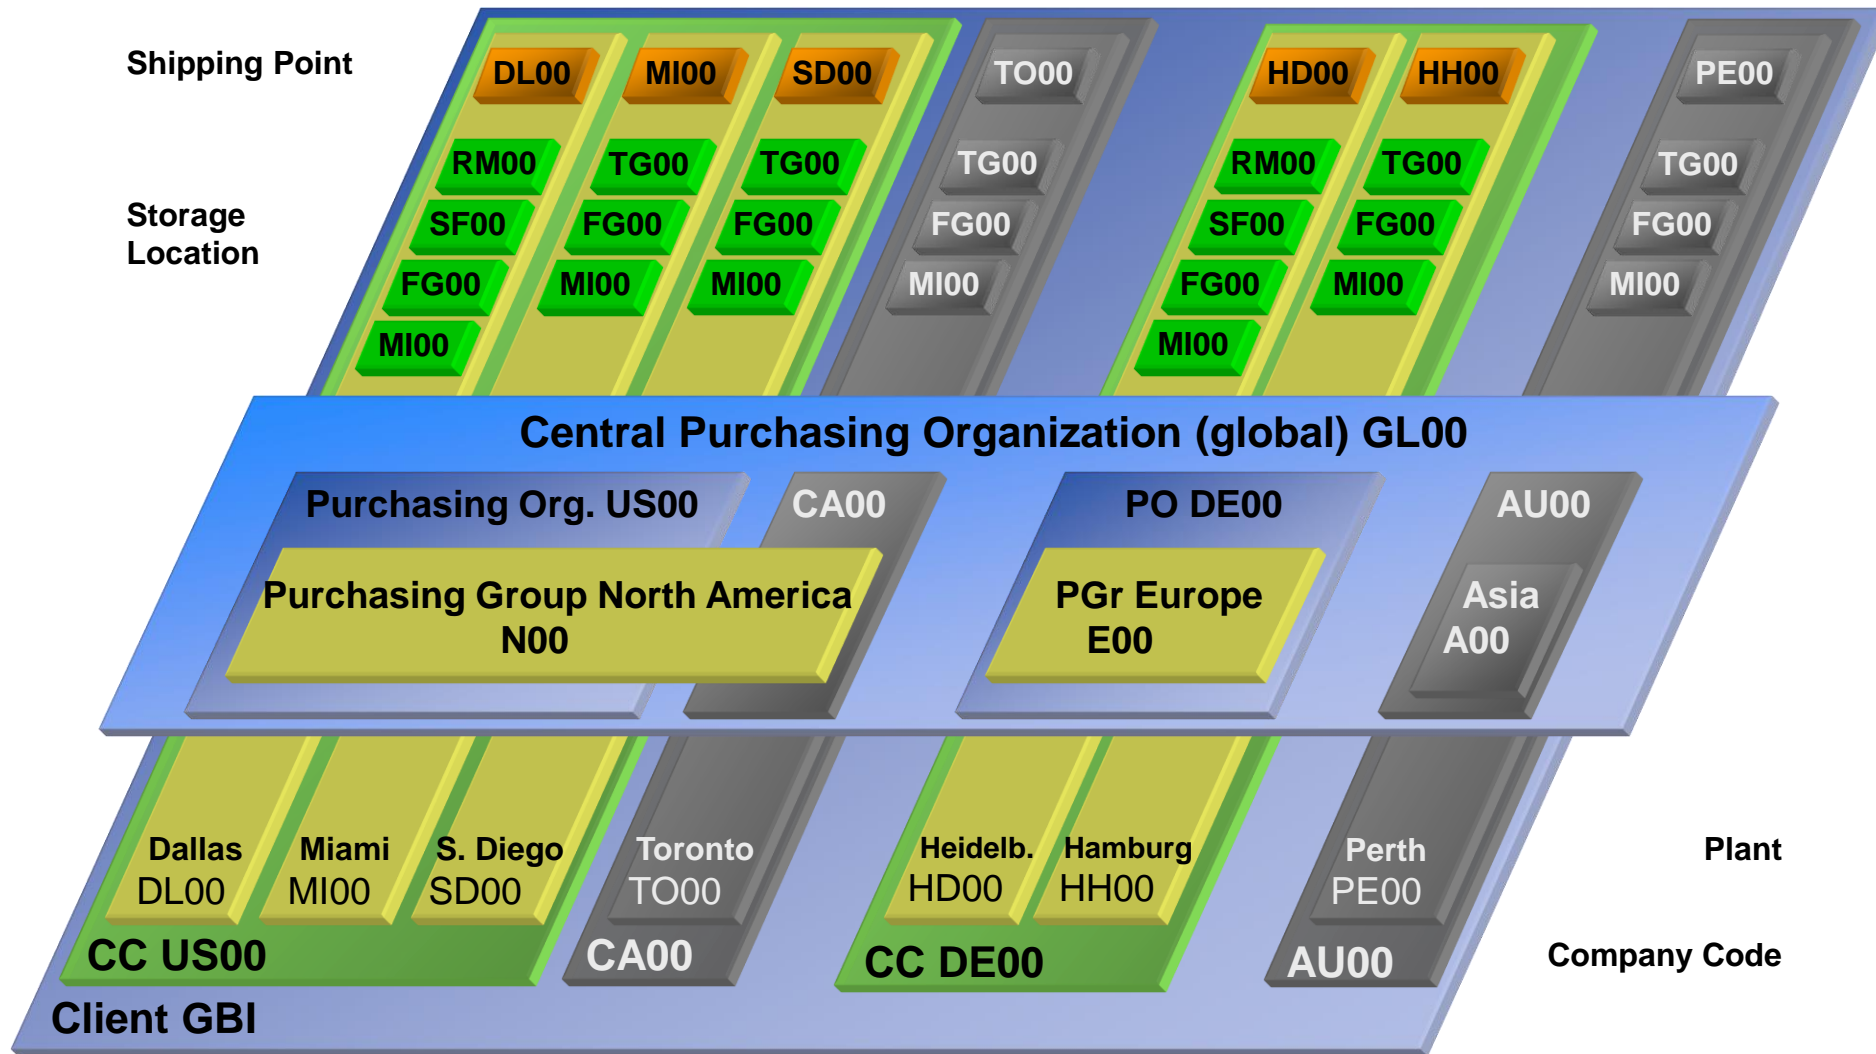 Shipping Point
DL00 MI00 SD00 TO00 HD00 HH00 PE00
RM00 TG00 TG00 TG00 RM00 TG00 TG00
Storage
Location
SF00 FG00 FG00 FG00 SF00 FG00 FG00
FG00 MI00 MI00 MI00 FG00 MI00 MI00
MI00 MI00
Central Purchasing Organization (global) GL00
Purchasing Org. US00 CA00 PO DE00 AU00
Purchasing Group North America
N00
PGr Europe
E00
Asia
A00
Dallas Miami S. Diego Toronto Heidelb. Hamburg Perth Plant
DL00 MI00 SD00 TO00 HD00 HH00 PE00
CC US00 CA00 CC DE00 AU00 Company Code
Client GBI